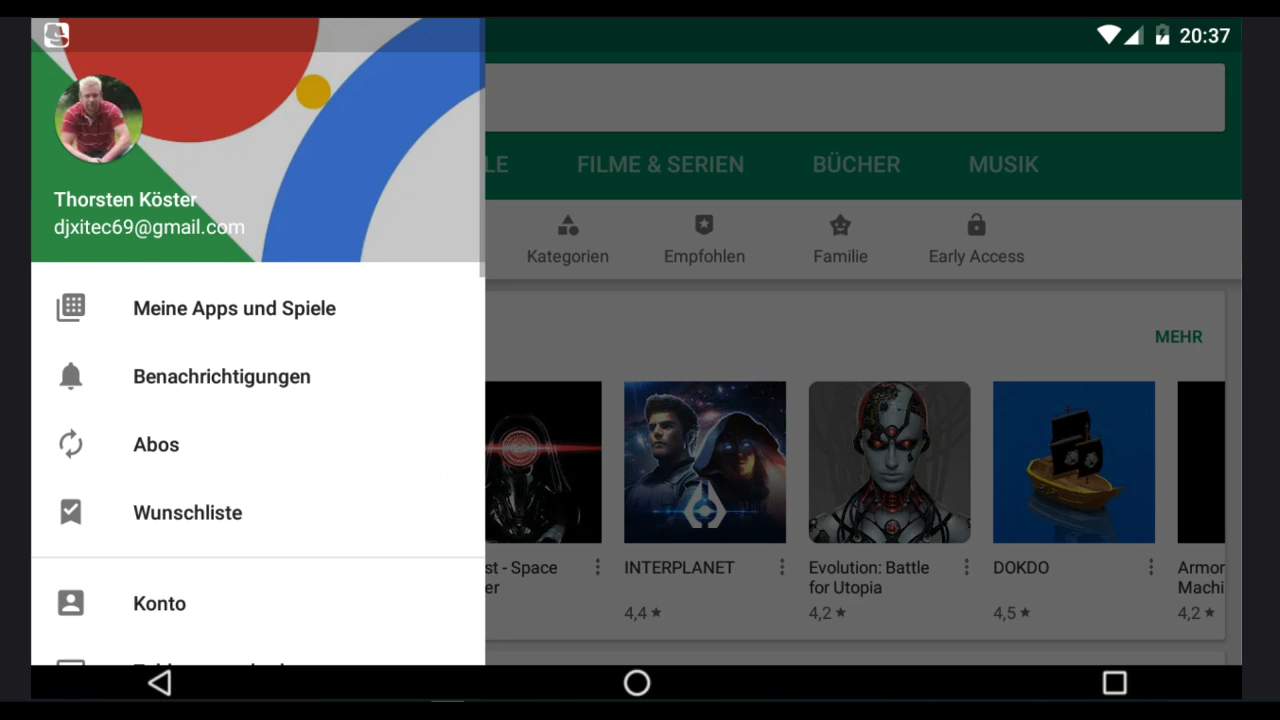 20:37
Thorsten Köster
djxitec69@gmail.com
LE
FILME & SERIEN
BÜCHER
MUSIK
Kategorien
Empfohlen
Familie
Early Access
Meine Apps und Spiele
Benachrichtigungen
Abos
Wunschliste
Konto
MEHR
st - Space
er
INTERPLANET
4,4 ★
Evolution: Battle
for Utopia
4,2 ★
DOKDO
4,5 ★
Armor
Machi
4,2 ★